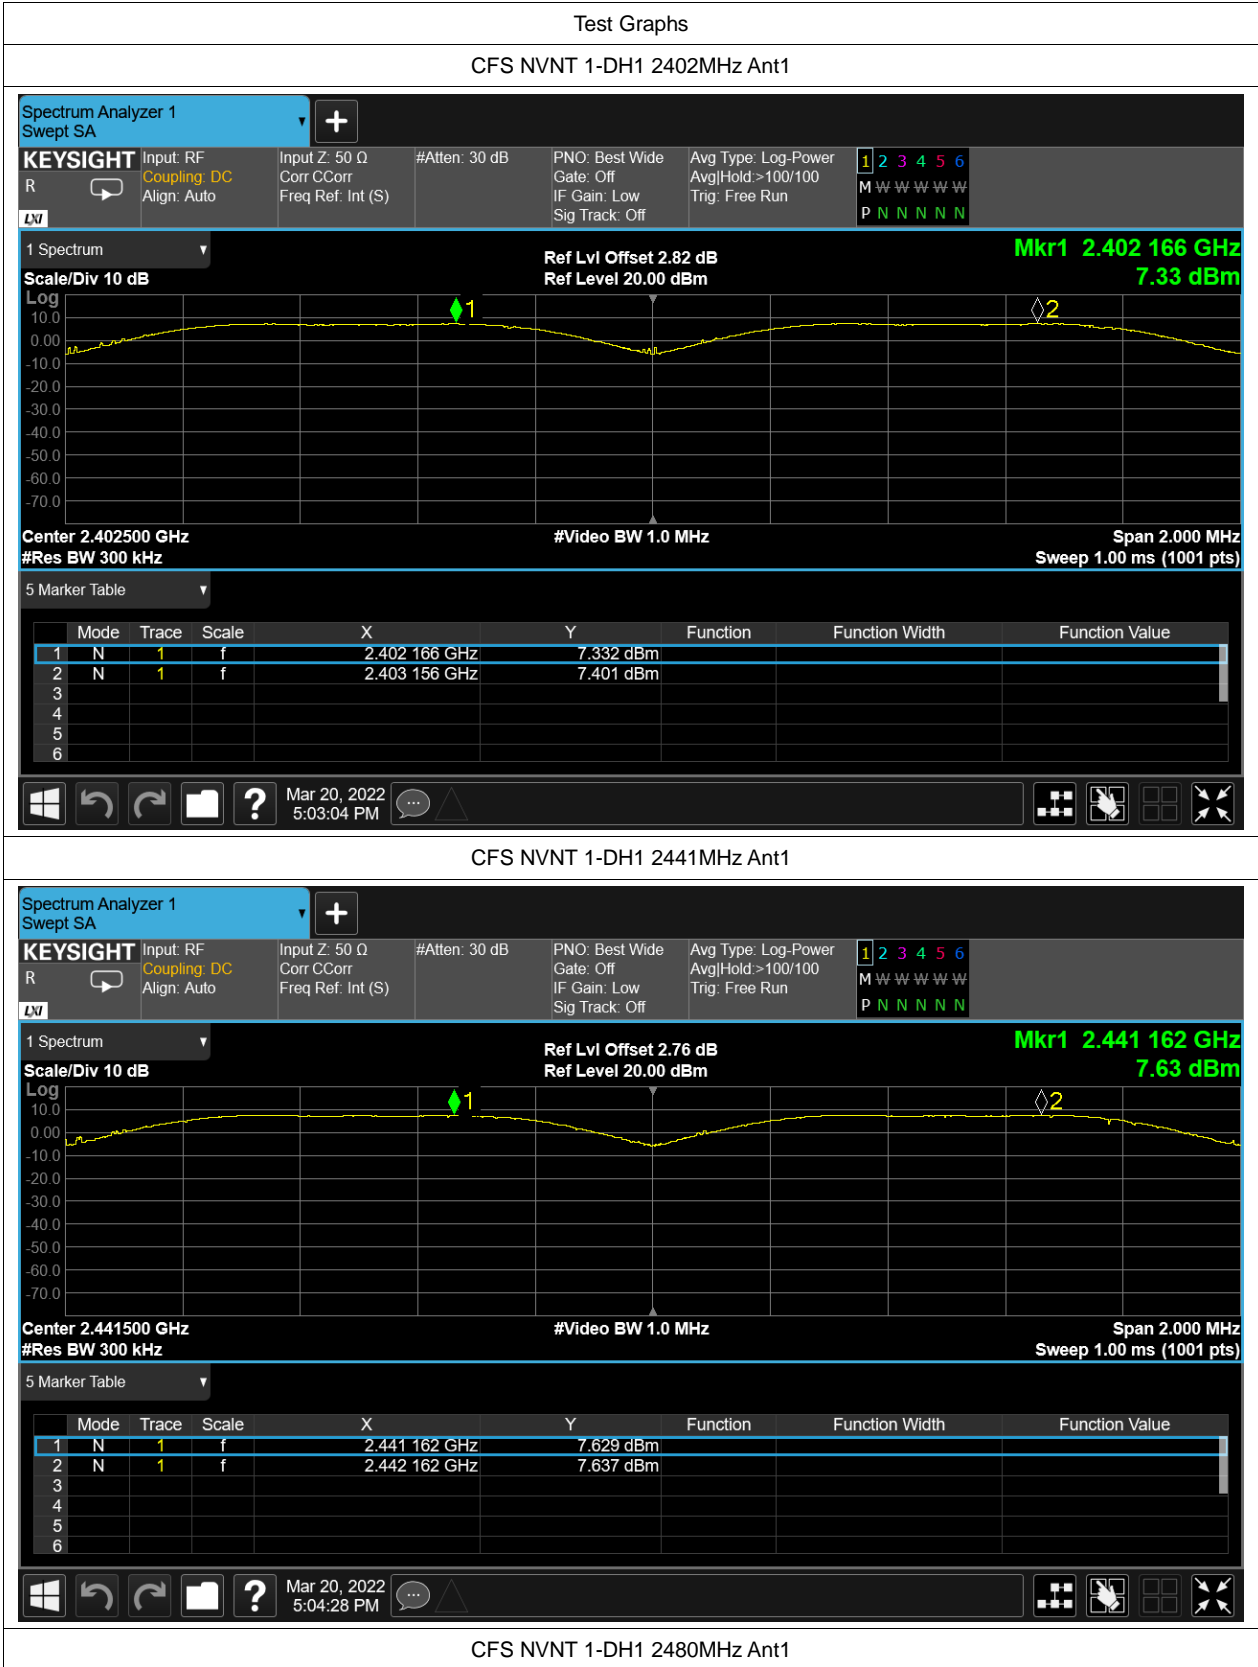 Test Graphs
CFS NVNT 1-DH1 2402MHz Ant1
Spectrum Analyzer 1
Swept SA
KEYSIGHT
R
LXI
Input: RF
Coupling: DC
Align: Auto
Input Z: 50 Ω
Corr CCorr
Freq Ref: Int (S)
#Atten: 30 dB
PNO: Best Wide
Gate: Off
IF Gain: Low
Sig Track: Off
Avg Type: Log-Power
Avg|Hold:>100/100
Trig: Free Run
1 2 3 4 5 6
M W W W W W
P N N N N N
1 Spectrum
Scale/Div 10 dB
Ref Lvl Offset 2.82 dB
Ref Level 20.00 dBm
Mkr1 2.402 166 GHz
7.33 dBm
Log
10.0
0.00
-10.0
-20.0
-30.0
-40.0
-50.0
-60.0
-70.0
1
2
Center 2.402500 GHz
#Video BW 1.0 MHz
Span 2.000 MHz
#Res BW 300 kHz
Sweep 1.00 ms (1001 pts)
5 Marker Table
Mode Trace Scale X Y Function Function Width Function Value
1 N 1 f 2.402 166 GHz 7.332 dBm
2 N 1 f 2.403 156 GHz 7.401 dBm
3
4
5
6
?
Mar 20, 2022
5:03:04 PM
CFS NVNT 1-DH1 2441MHz Ant1
Spectrum Analyzer 1
Swept SA
KEYSIGHT
R
LXI
Input: RF
Coupling: DC
Align: Auto
Input Z: 50 Ω
Corr CCorr
Freq Ref: Int (S)
#Atten: 30 dB
PNO: Best Wide
Gate: Off
IF Gain: Low
Sig Track: Off
Avg Type: Log-Power
Avg|Hold:>100/100
Trig: Free Run
1 2 3 4 5 6
M W W W W W
P N N N N N
1 Spectrum
Scale/Div 10 dB
Ref Lvl Offset 2.76 dB
Ref Level 20.00 dBm
Mkr1 2.441 162 GHz
7.63 dBm
Log
10.0
0.00
-10.0
-20.0
-30.0
-40.0
-50.0
-60.0
-70.0
1
2
Center 2.441500 GHz
#Video BW 1.0 MHz
Span 2.000 MHz
#Res BW 300 kHz
Sweep 1.00 ms (1001 pts)
5 Marker Table
Mode Trace Scale X Y Function Function Width Function Value
1 N 1 f 2.441 162 GHz 7.629 dBm
2 N 1 f 2.442 162 GHz 7.637 dBm
3
4
5
6
?
Mar 20, 2022
5:04:28 PM
CFS NVNT 1-DH1 2480MHz Ant1